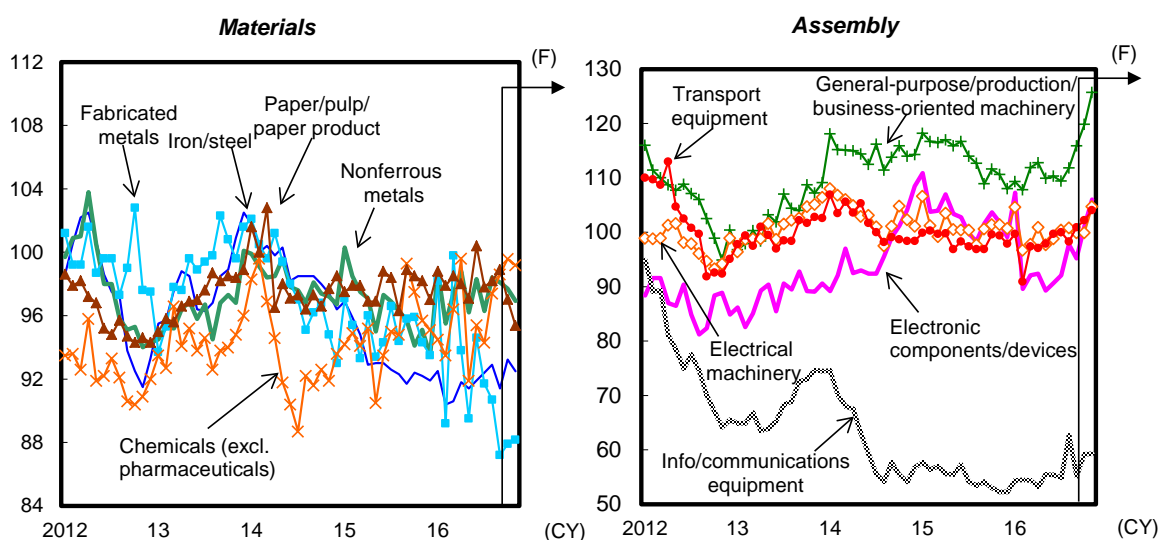 Materials
(F)
112
108
104
100
96
92
88
84
Fabricated
metals
Iron/steel
Paper/pulp/
paper product
Nonferrous
metals
Chemicals (excl.
pharmaceuticals)
2012
13
14
15
16
(CY)
Assembly
(F)
130
120
110
100
90
80
70
60
50
Transport
equipment
General-purpose/production/
business-oriented machinery
Electronic
components/devices
Electrical
machinery
Info/communications
equipment
2012
13
14
15
16
(CY)